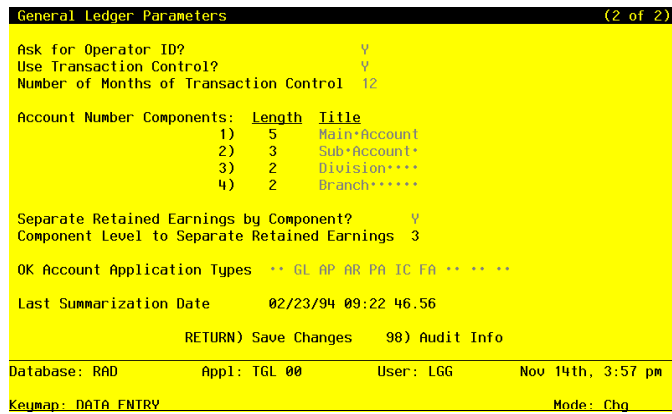 General Ledger Parameters (2 of 2)
Ask for Operator ID? Y
Use Transaction Control? Y
Number of Months of Transaction Control 12
Account Number Components: Length Title
1) 5 Main·Account
2) 3 Sub·Account·
3) 2 Division····
4) 2 Branch······
Separate Retained Earnings by Component? Y
Component Level to Separate Retained Earnings 3
OK Account Application Types ·· GL AP AR PA IC FA ·· ·· ··
Last Summarization Date 02/23/94 09:22 46.56
RETURN) Save Changes 98) Audit Info
Database: RAD Appl: TGL 00 User: LGG Nov 14th, 3:57 pm
Keymap: DATA ENTRY Mode: Chg